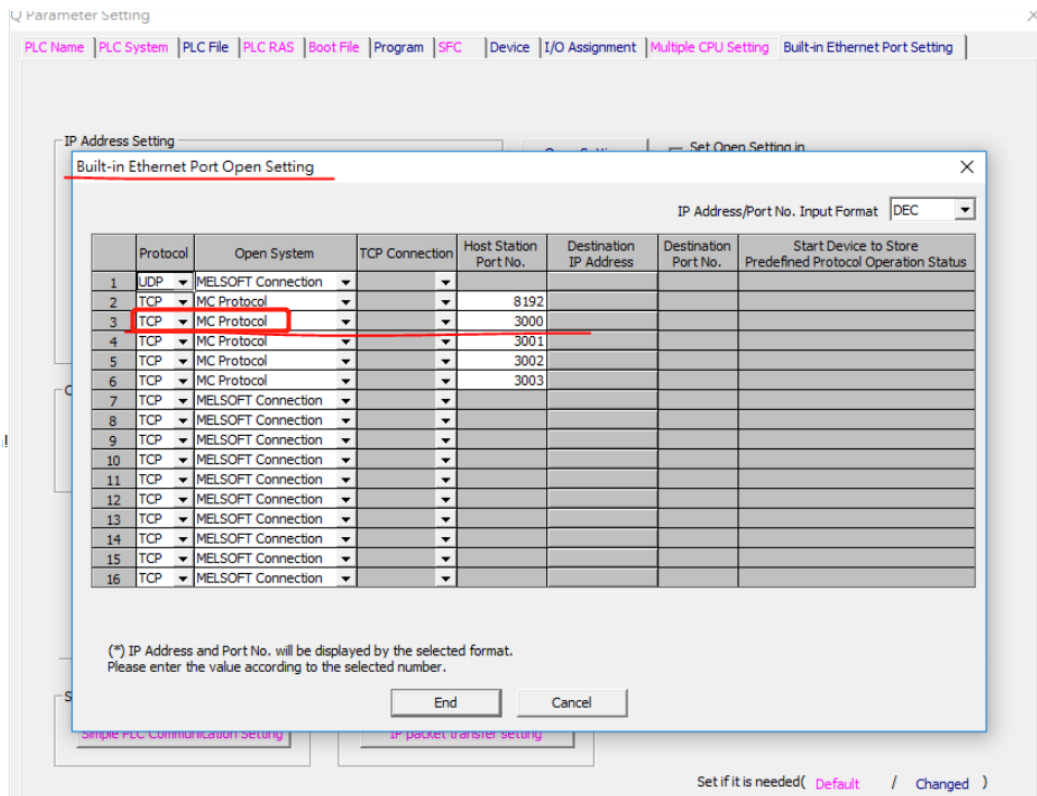 Q Parameter Setting
PLC Name PLC System PLC File PLC RAS Boot File Program SFC Device I/O Assignment Multiple CPU Setting Built-in Ethernet Port Setting
IP Address Setting
Set Open Setting in
Built-in Ethernet Port Open Setting
IP Address/Port No. Input Format DEC
Protocol Open System TCP Connection Host Station Port No. Destination IP Address Destination Port No. Start Device to Store Predefined Protocol Operation Status
1 UDP MELSOFT Connection
2 TCP MC Protocol 8192
3 TCP MC Protocol 3000
4 TCP MC Protocol 3001
5 TCP MC Protocol 3002
6 TCP MC Protocol 3003
7 TCP MELSOFT Connection
8 TCP MELSOFT Connection
9 TCP MELSOFT Connection
10 TCP MELSOFT Connection
11 TCP MELSOFT Connection
12 TCP MELSOFT Connection
13 TCP MELSOFT Connection
14 TCP MELSOFT Connection
15 TCP MELSOFT Connection
16 TCP MELSOFT Connection
(*) IP Address and Port No. will be displayed by the selected format.
Please enter the value according to the selected number.
End Cancel
Simple PLC Communication Setting IP packet transfer setting
Set if it is needed( Default / Changed )